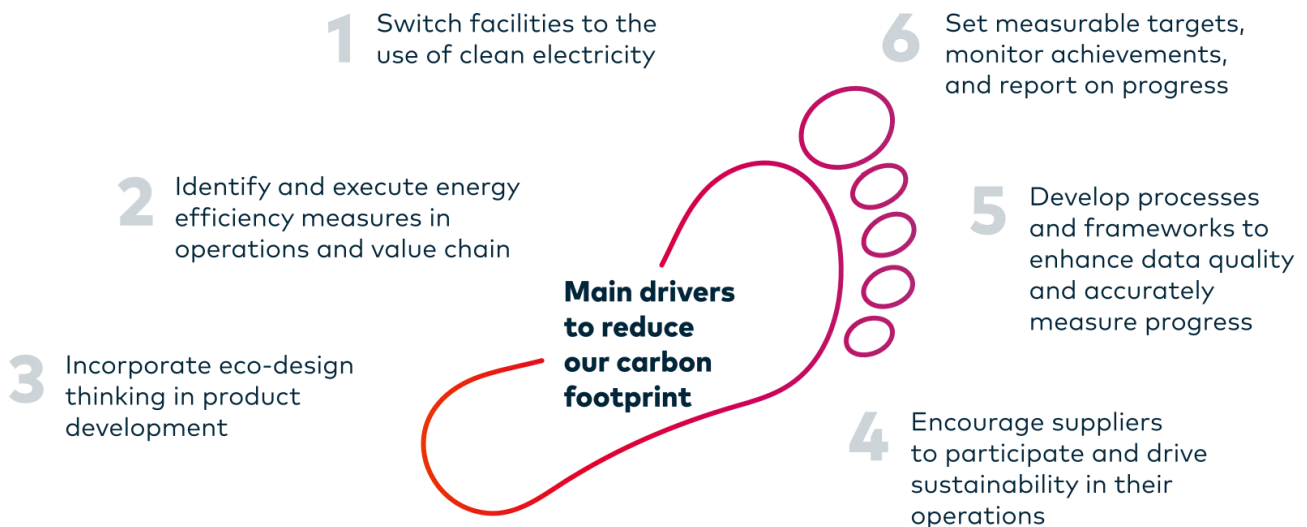 1
Switch facilities to the
use of clean electricity
2
Identify and execute energy
efficiency measures in
operations and value chain
3
Incorporate eco-design
thinking in product
development
Main drivers
to reduce
our carbon
footprint
4
Encourage suppliers
to participate and drive
sustainability in their
operations
5
Develop processes
and frameworks to
enhance data quality
and accurately
measure progress
6
Set measurable targets,
monitor achievements,
and report on progress